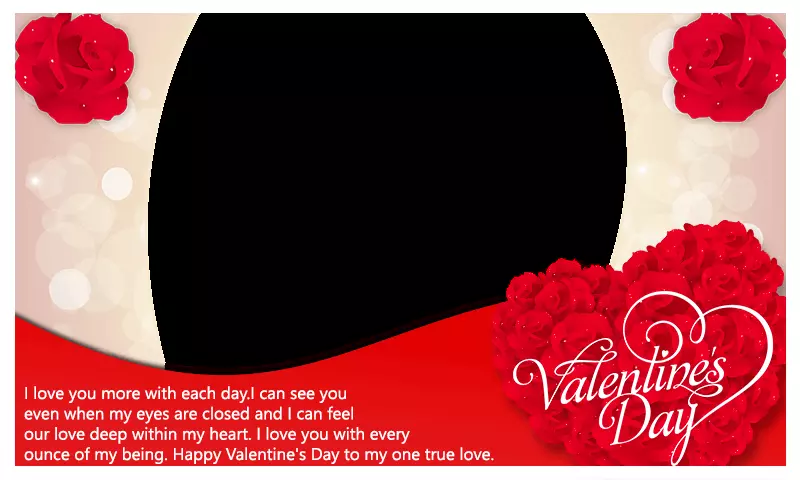 I love you more with each day.I can see you
even when my eyes are closed and I can feel
our love deep within my heart. I love you with every
ounce of my being. Happy Valentine's Day to my one true love.
Valentine's
Day